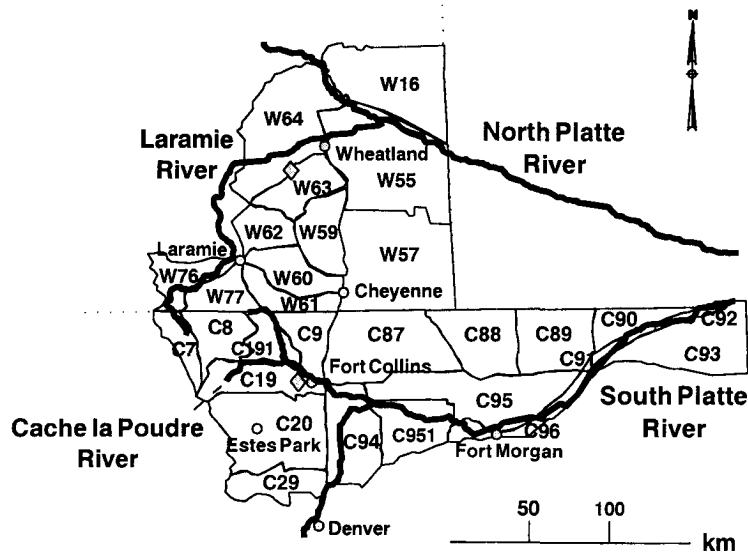 N
W16
W64
Laramie
River
North Platte
River
Wheatland
W63
W55
W62
W59
Laramie
W57
W76
W60
W77
W61
Cheyenne
C8
C9
C87
C88
C89
C90
C92
C7
C191
C91
C93
Fort Collins
C19
C95
South Platte
River
Cache la Poudre
River
C20
Estes Park
C94
C951
C96
Fort Morgan
C29
Denver
50
100
km